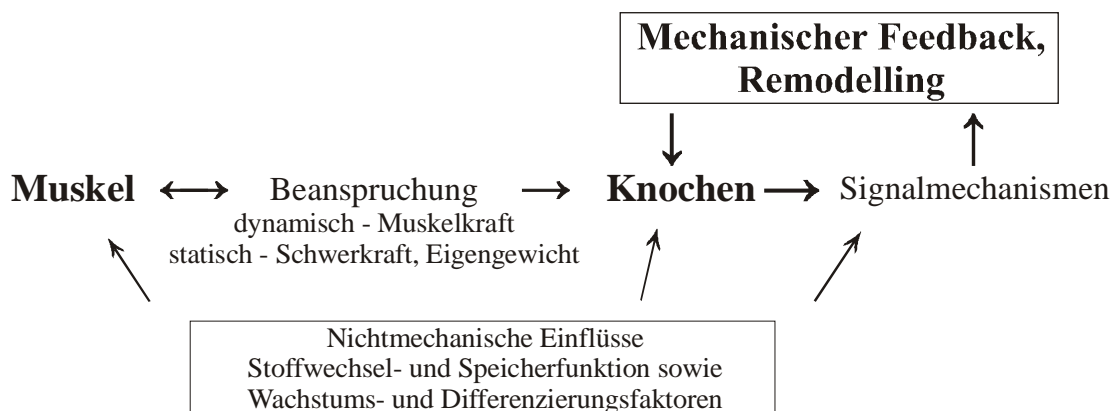 Mechanischer Feedback,
Remodelling
Muskel Beanspruchung Knochen Signalmechanismen
dynamisch - Muskelkraft
statisch - Schwerkraft, Eigengewicht
Nichtmechanische Einflüsse
Stoffwechsel- und Speicherfunktion sowie
Wachstums- und Differenzierungsfaktoren